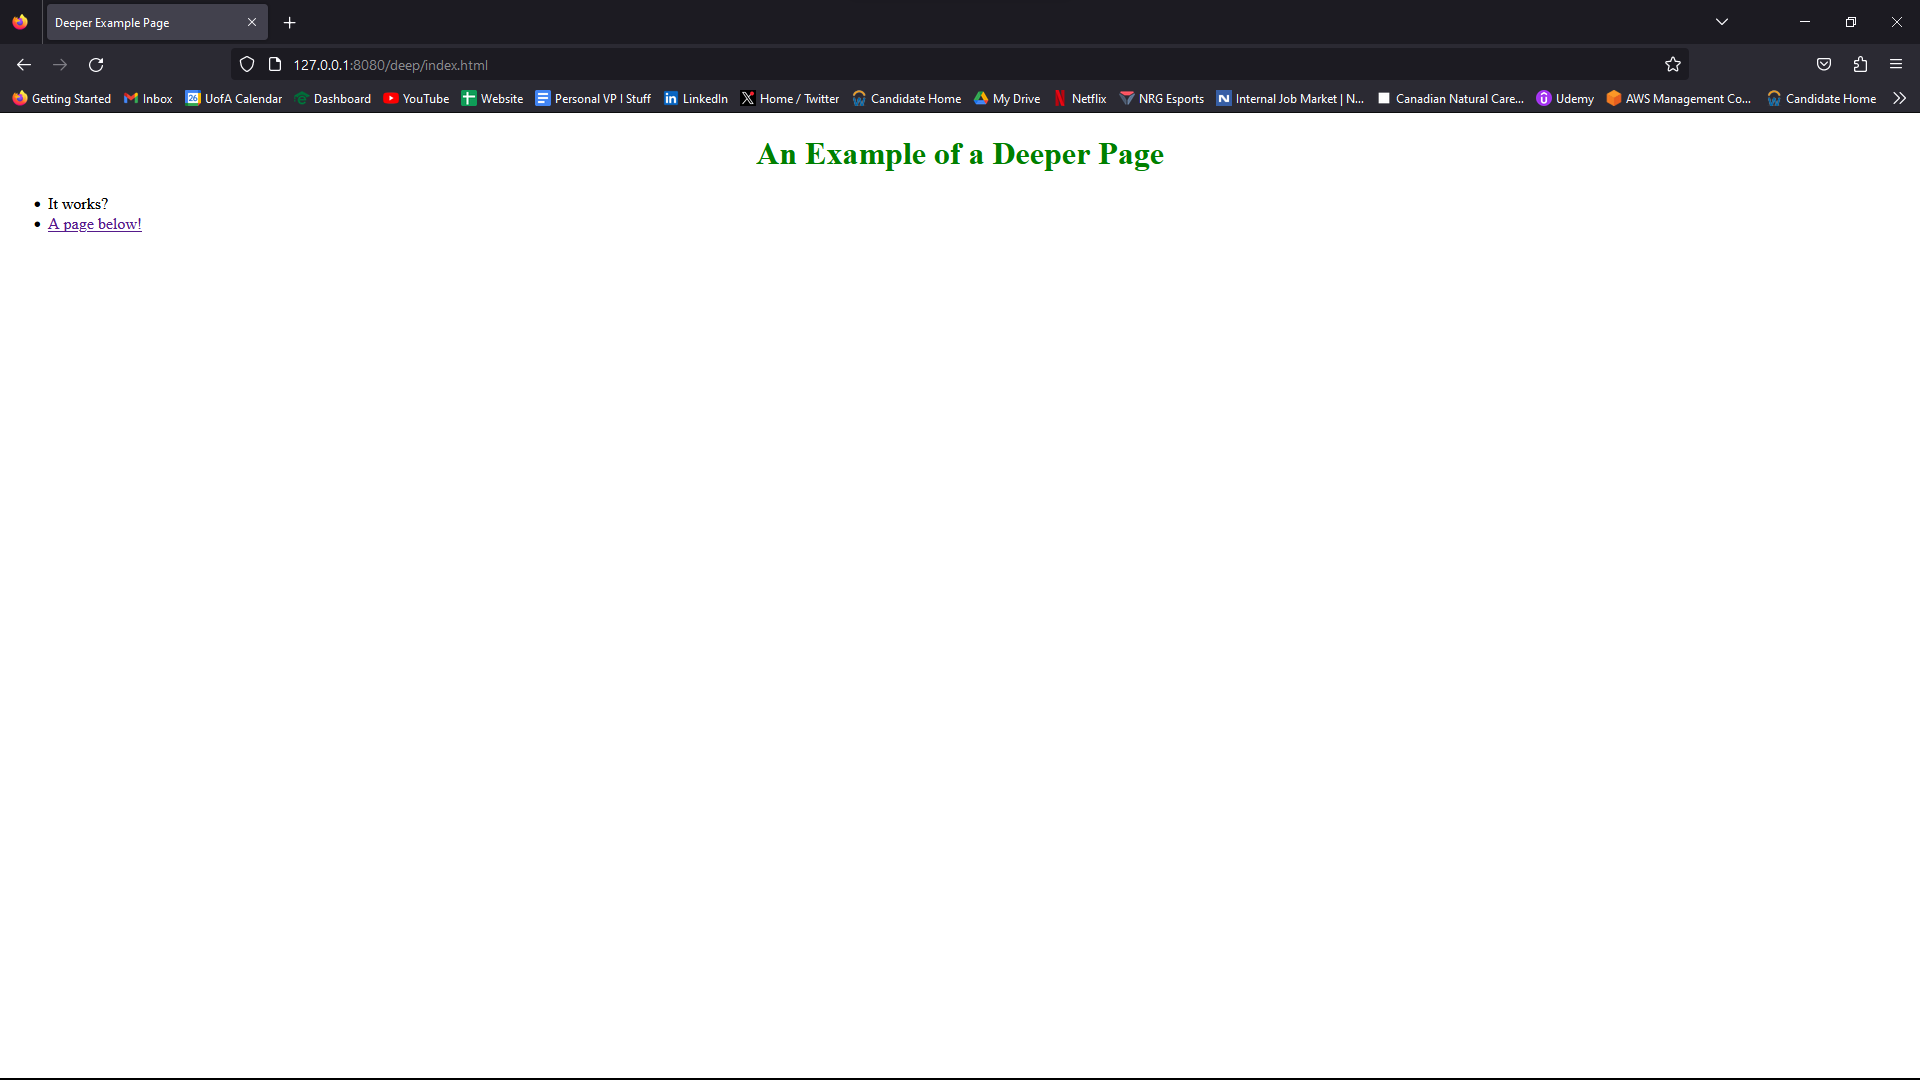 Deeper Example Page
127.0.0.1:8080/deep/index.html
Getting Started Inbox 26 UofA Calendar Dashboard YouTube Website Personal VP I Stuff in LinkedIn Home / Twitter Candidate Home My Drive Netflix NRG Esports N Internal Job Market | N... Canadian Natural Care... Udemy AWS Management Co... Candidate Home
An Example of a Deeper Page
• It works?
• A page below!